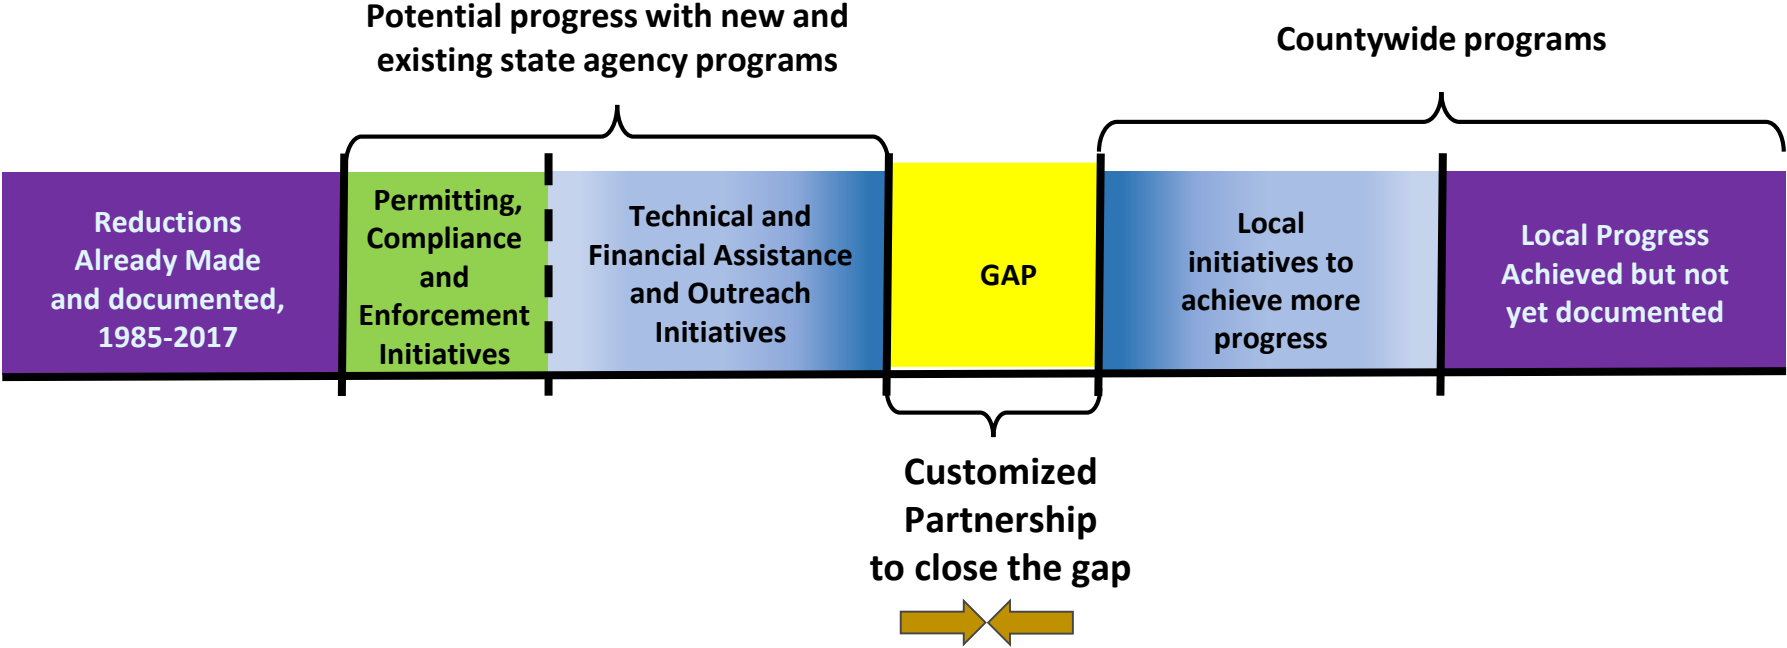 Potential progress with new and
existing state agency programs
Countywide programs
Reductions
Already Made
and documented,
1985-2017
Permitting,
Compliance
and
Enforcement
Initiatives
Technical and
Financial Assistance
and Outreach
Initiatives
GAP
Local
initiatives to
achieve more
progress
Local Progress
Achieved but not
yet documented
Customized
Partnership
to close the gap